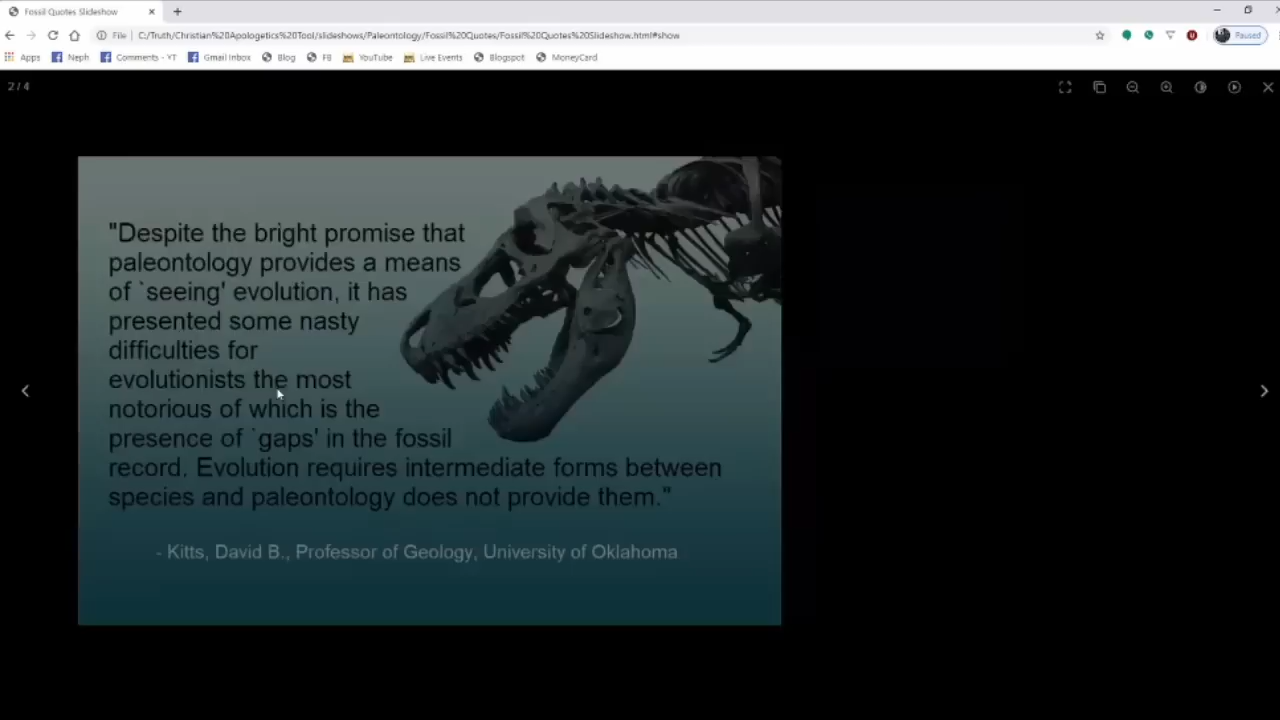 Fossil Quotes Slideshow
File
C:/Truth/Christian%20Apologetics%20Tool/slideshows/Paleontology/Fossil%20Quotes/Fossil%20Quotes%20Slideshow.html#show
Paused
Apps
Neph
Comments - YT
Gmail Inbox
Blog
FB
YouTube
Live Events
Blogspot
MoneyCard
2 / 4
"Despite the bright promise that
paleontology provides a means
of `seeing' evolution, it has
presented some nasty
difficulties for
evolutionists the most
notorious of which is the
presence of `gaps' in the fossil
record. Evolution requires intermediate forms between
species and paleontology does not provide them."
- Kitts, David B., Professor of Geology, University of Oklahoma